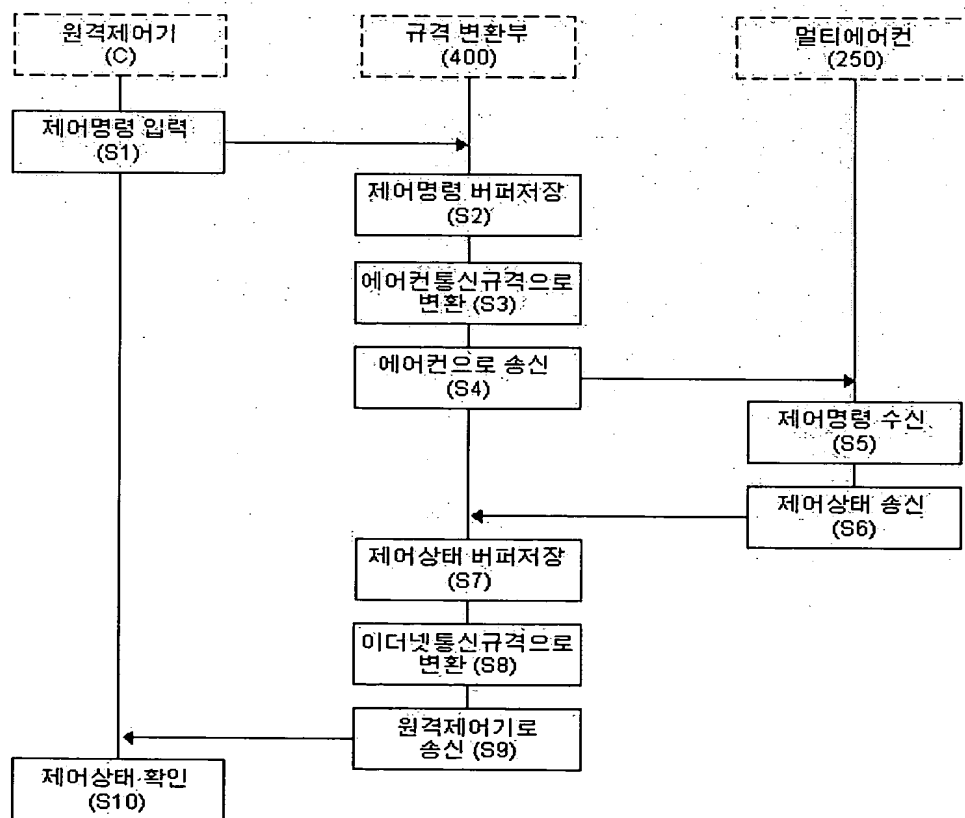 원격제어기
(C)
규격 변환부
(400)
멀티에어컨
(250)
제어명령 입력
(S1)
제어명령 버퍼저장
(S2)
에어컨통신규격으로
변환 (S3)
에어컨으로 송신
(S4)
제어명령 수신
(S5)
제어상태 송신
(S6)
제어상태 버퍼저장
(S7)
이더넷통신규격으로
변환 (S8)
원격제어기로
송신 (S9)
제어상태 확인
(S10)